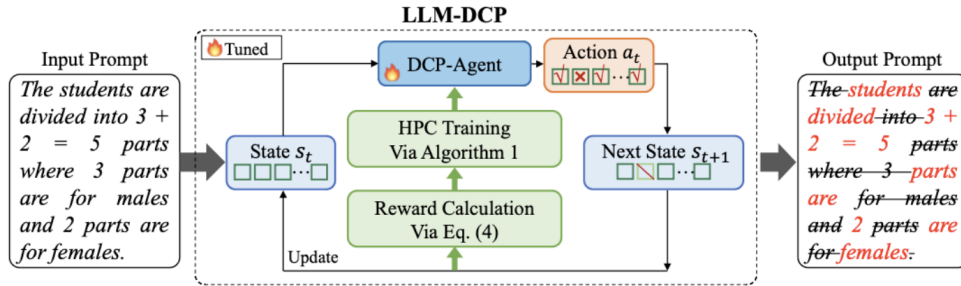 LLM-DCP
Input Prompt
The students are
divided into 3 +
2 = 5 parts
where 3 parts
are for males
and 2 parts are
for females.
Tuned
DCP-Agent
Action a_t
State s_t
HPC Training
Via Algorithm 1
Reward Calculation
Via Eq. (4)
Next State s_{t+1}
Update
Output Prompt
The students are
divided into 3 +
2 = 5 parts
where 3 parts
are for males
and 2 parts are
for females.